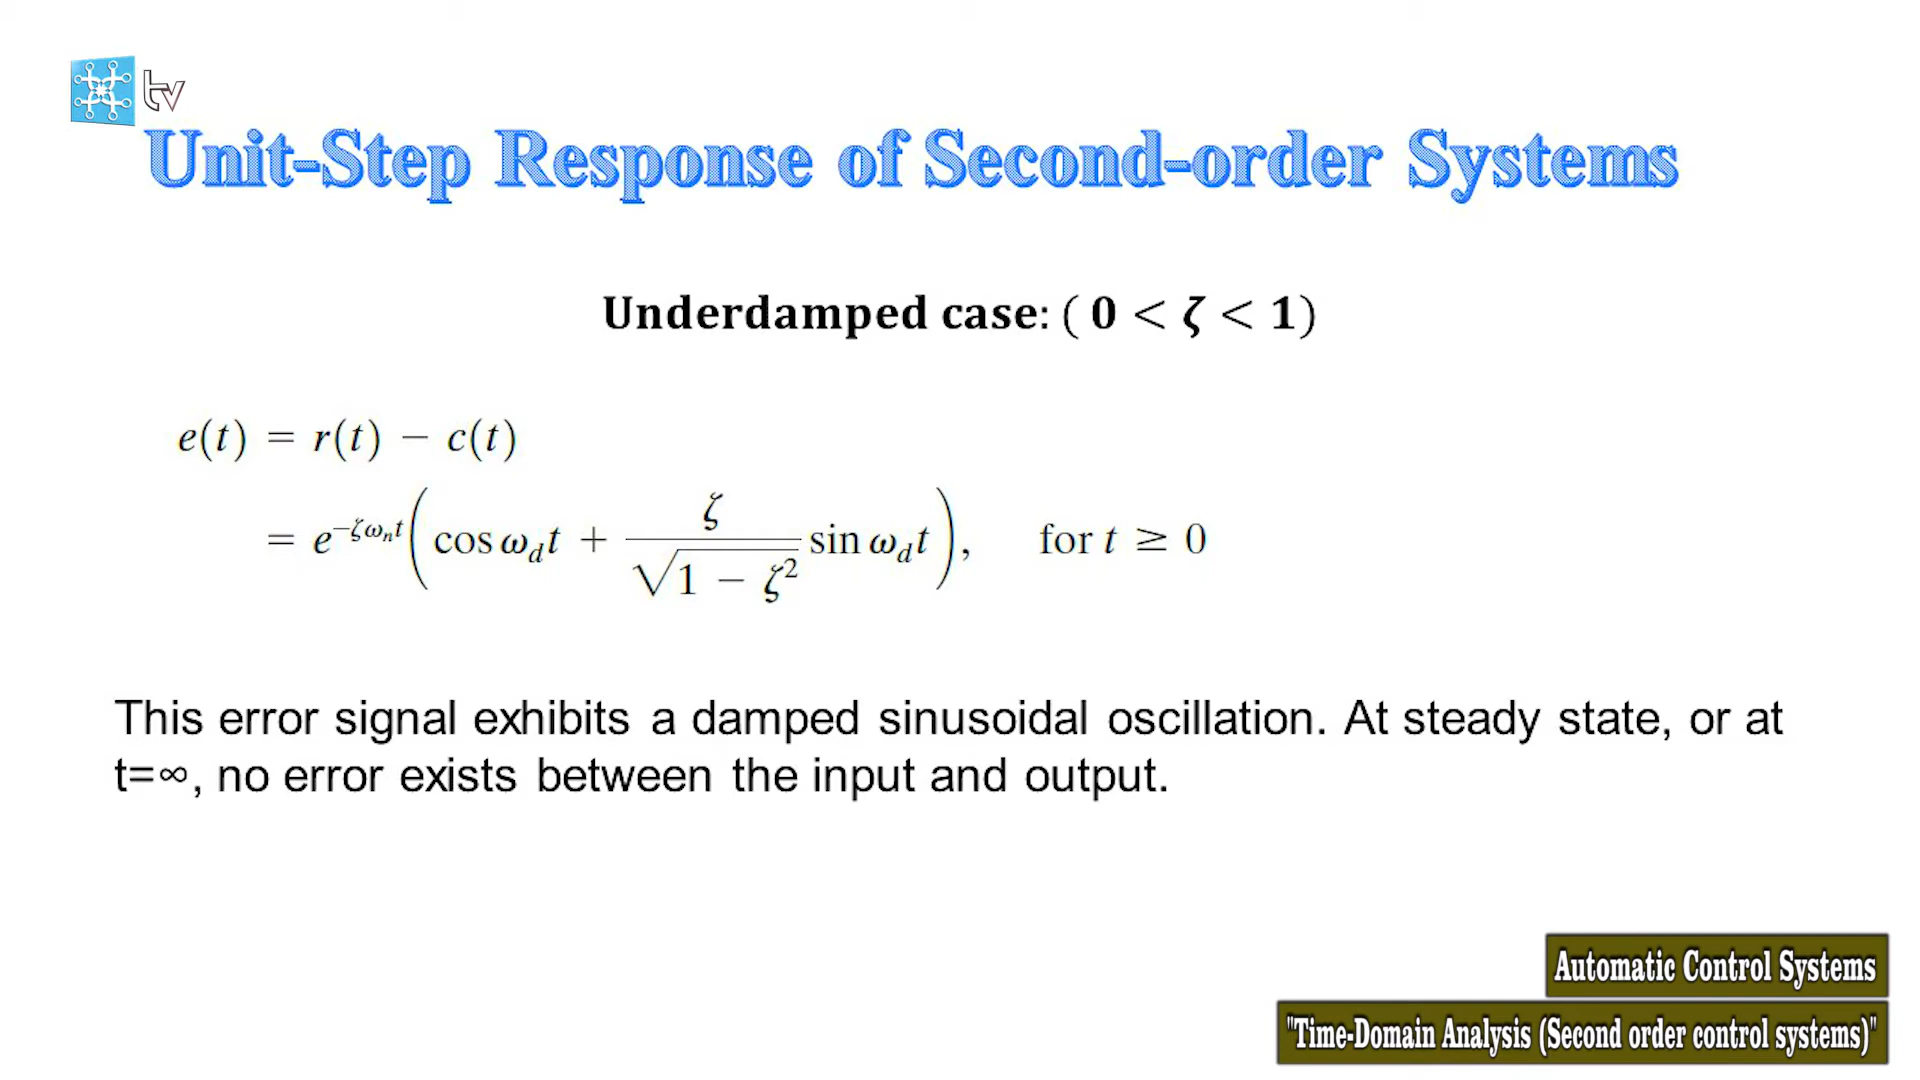 tv
Unit-Step Response of Second-order Systems
Underdamped case: ( 0 < ζ < 1)
e(t) = r(t) − c(t)
= e^{−ζω_n t}(cos ω_d t + ζ/√(1 − ζ²) sin ω_d t), for t ≥ 0
This error signal exhibits a damped sinusoidal oscillation. At steady state, or at
t=∞, no error exists between the input and output.
Automatic Control Systems
"Time-Domain Analysis (Second order control systems)"